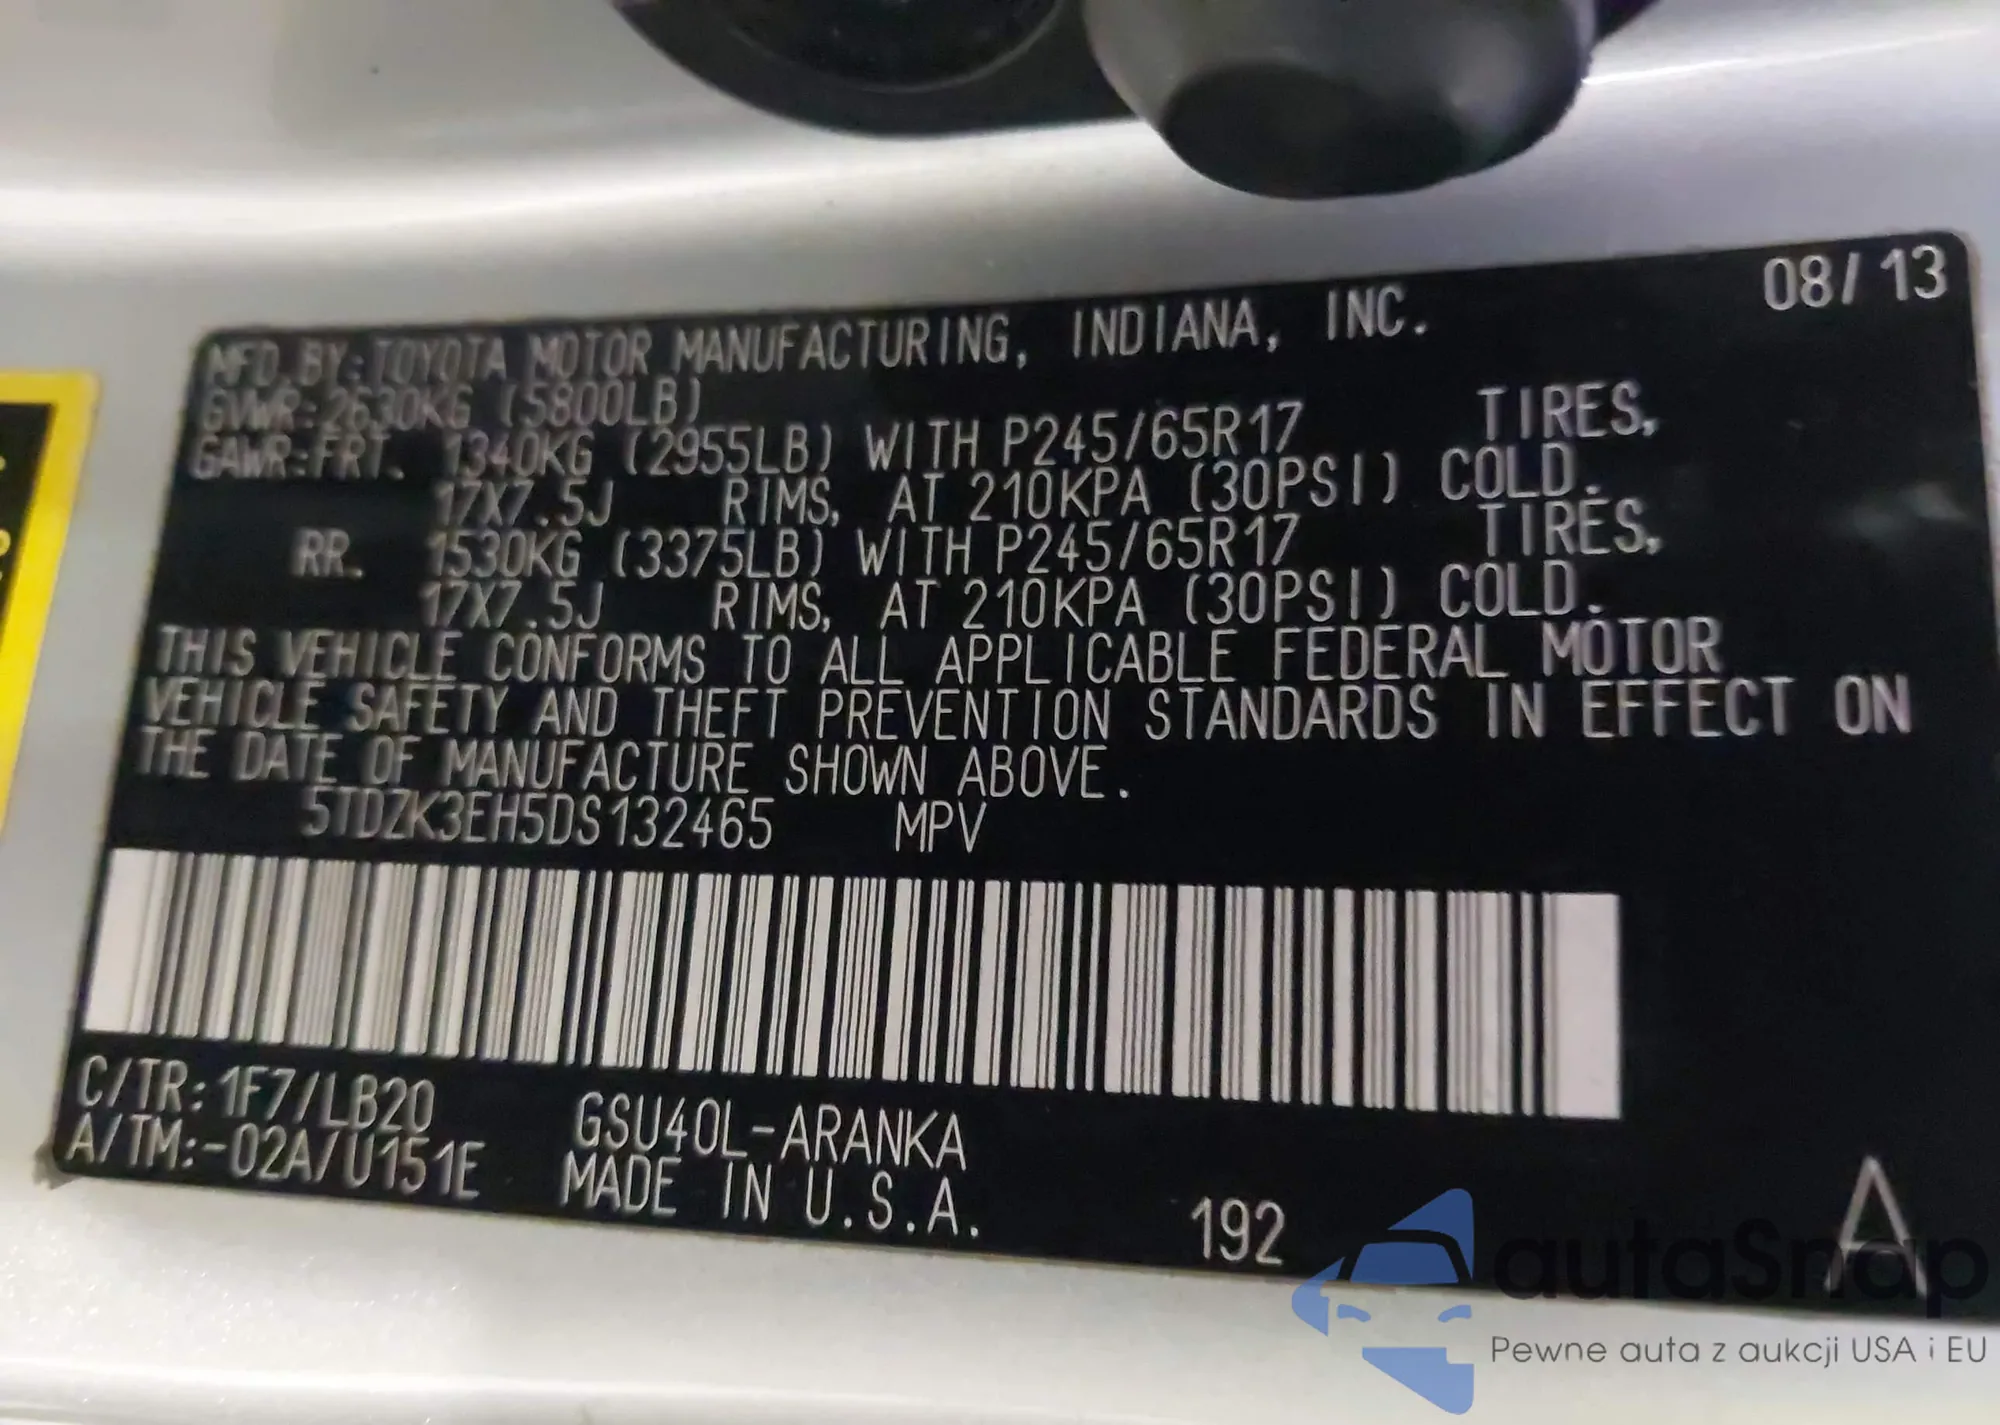 08/13
MFD.BY:TOYOTA MOTOR MANUFACTURING, INDIANA, INC.
GVWR:2630KG (5800LB)
GAWR:FRT. 1340KG (2955LB) WITH P245/65R17 TIRES,
17X7.5J RIMS, AT 210KPA (30PSI) COLD.
RR. 1530KG (3375LB) WITH P245/65R17 TIRES,
17X7.5J RIMS, AT 210KPA (30PSI) COLD.
THIS VEHICLE CONFORMS TO ALL APPLICABLE FEDERAL MOTOR
VEHICLE SAFETY AND THEFT PREVENTION STANDARDS IN EFFECT ON
THE DATE OF MANUFACTURE SHOWN ABOVE.
5TDZK3EH5DS132465 MPV
C/TR:1F7/LB20 GSU40L-ARANKA
A/TM:-02A/U151E MADE IN U.S.A.
192 A
autaSnap
Pewne auta z aukcji USA i EU